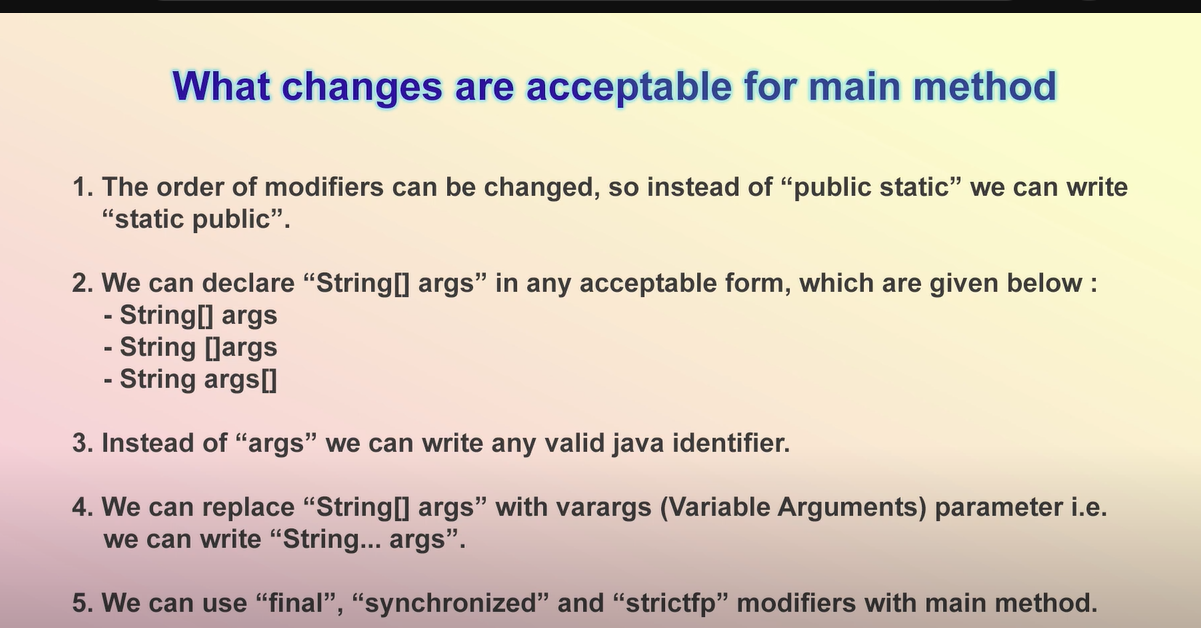 What changes are acceptable for main method
1. The order of modifiers can be changed, so instead of “public static” we can write
“static public”.
2. We can declare “String[] args” in any acceptable form, which are given below :
- String[] args
- String []args
- String args[]
3. Instead of “args” we can write any valid java identifier.
4. We can replace “String[] args” with varargs (Variable Arguments) parameter i.e.
we can write “String... args”.
5. We can use “final”, “synchronized” and “strictfp” modifiers with main method.